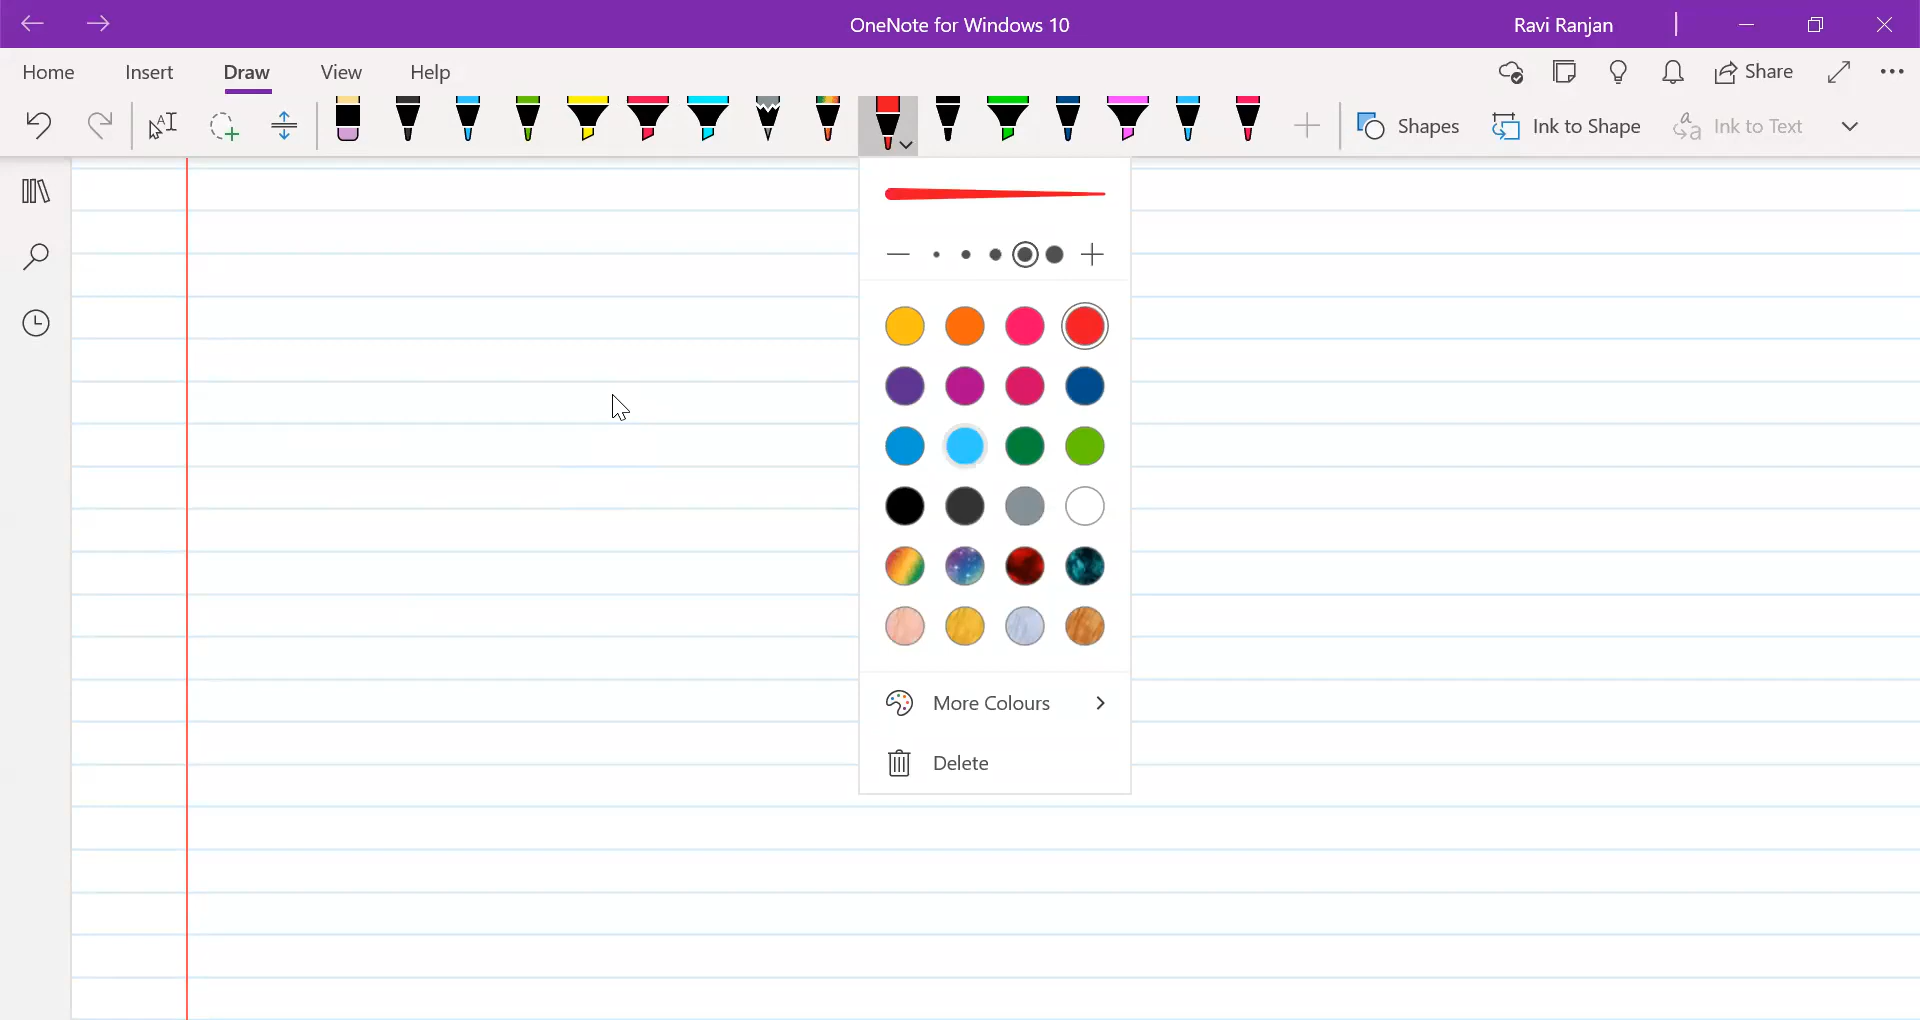 OneNote for Windows 10
Ravi Ranjan
Home Insert Draw View Help
Share
Shapes Ink to Shape Ink to Text
More Colours
Delete